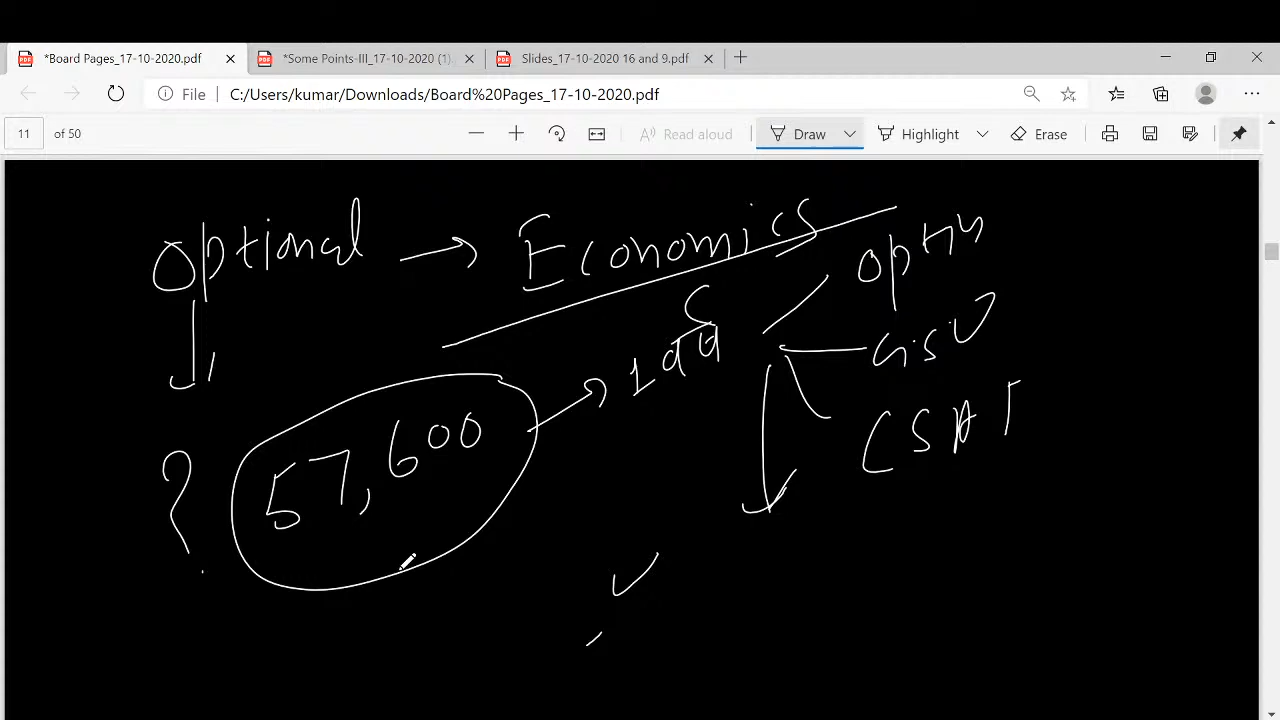 *Board Pages_17-10-2020.pdf
*Some Points-III_17-10-2020 (1).
Slides_17-10-2020 16 and 9.pdf
File C:/Users/kumar/Downloads/Board%20Pages_17-10-2020.pdf
11 of 50 Read aloud Draw Highlight Erase
Optional → Economics
57,600 →
?
CSAT